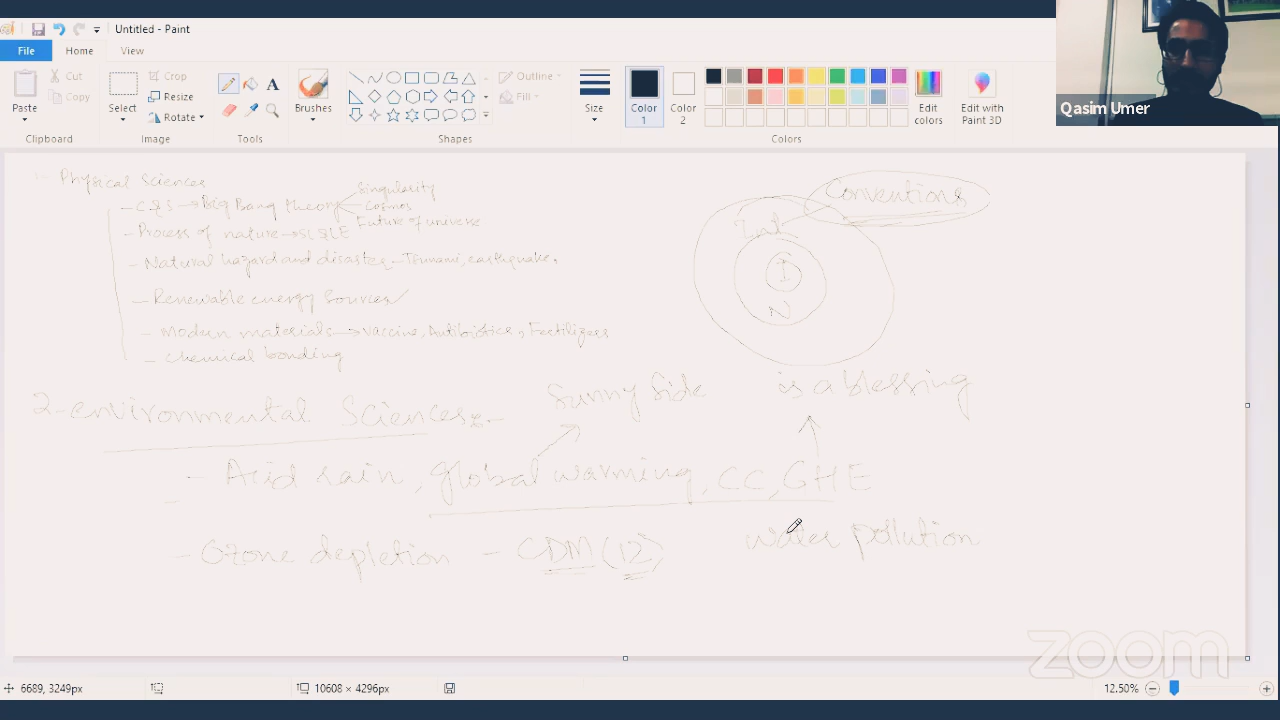 Untitled - Paint
File Home View
Paste Cut Copy Clipboard
Select Crop Resize Rotate Image
Tools
Brushes
Shapes Outline Fill
Size
Color 1 Color 2 Edit colors Colors
Edit with Paint 3D
Qasim Umer
Physical Sciences
- C&S → Big Bang theory
Singularity
Cosmos
Future of universe
- Process of nature →
- Natural hazard and disaster - Tsunami, earthquake,
- Renewable energy Sources
- Modern materials → vaccine, Antibiotics, Fertilizers
- Chemical bonding
Conventions
Int
I
N
2- environmental Sciences:-
Sunny Side is a blessing
- Acid rain, global warming, CC, GHE
- Ozone depletion - CDM (12)
water pollution
zoom
6689, 3249px 10608 × 4296px 12.50%